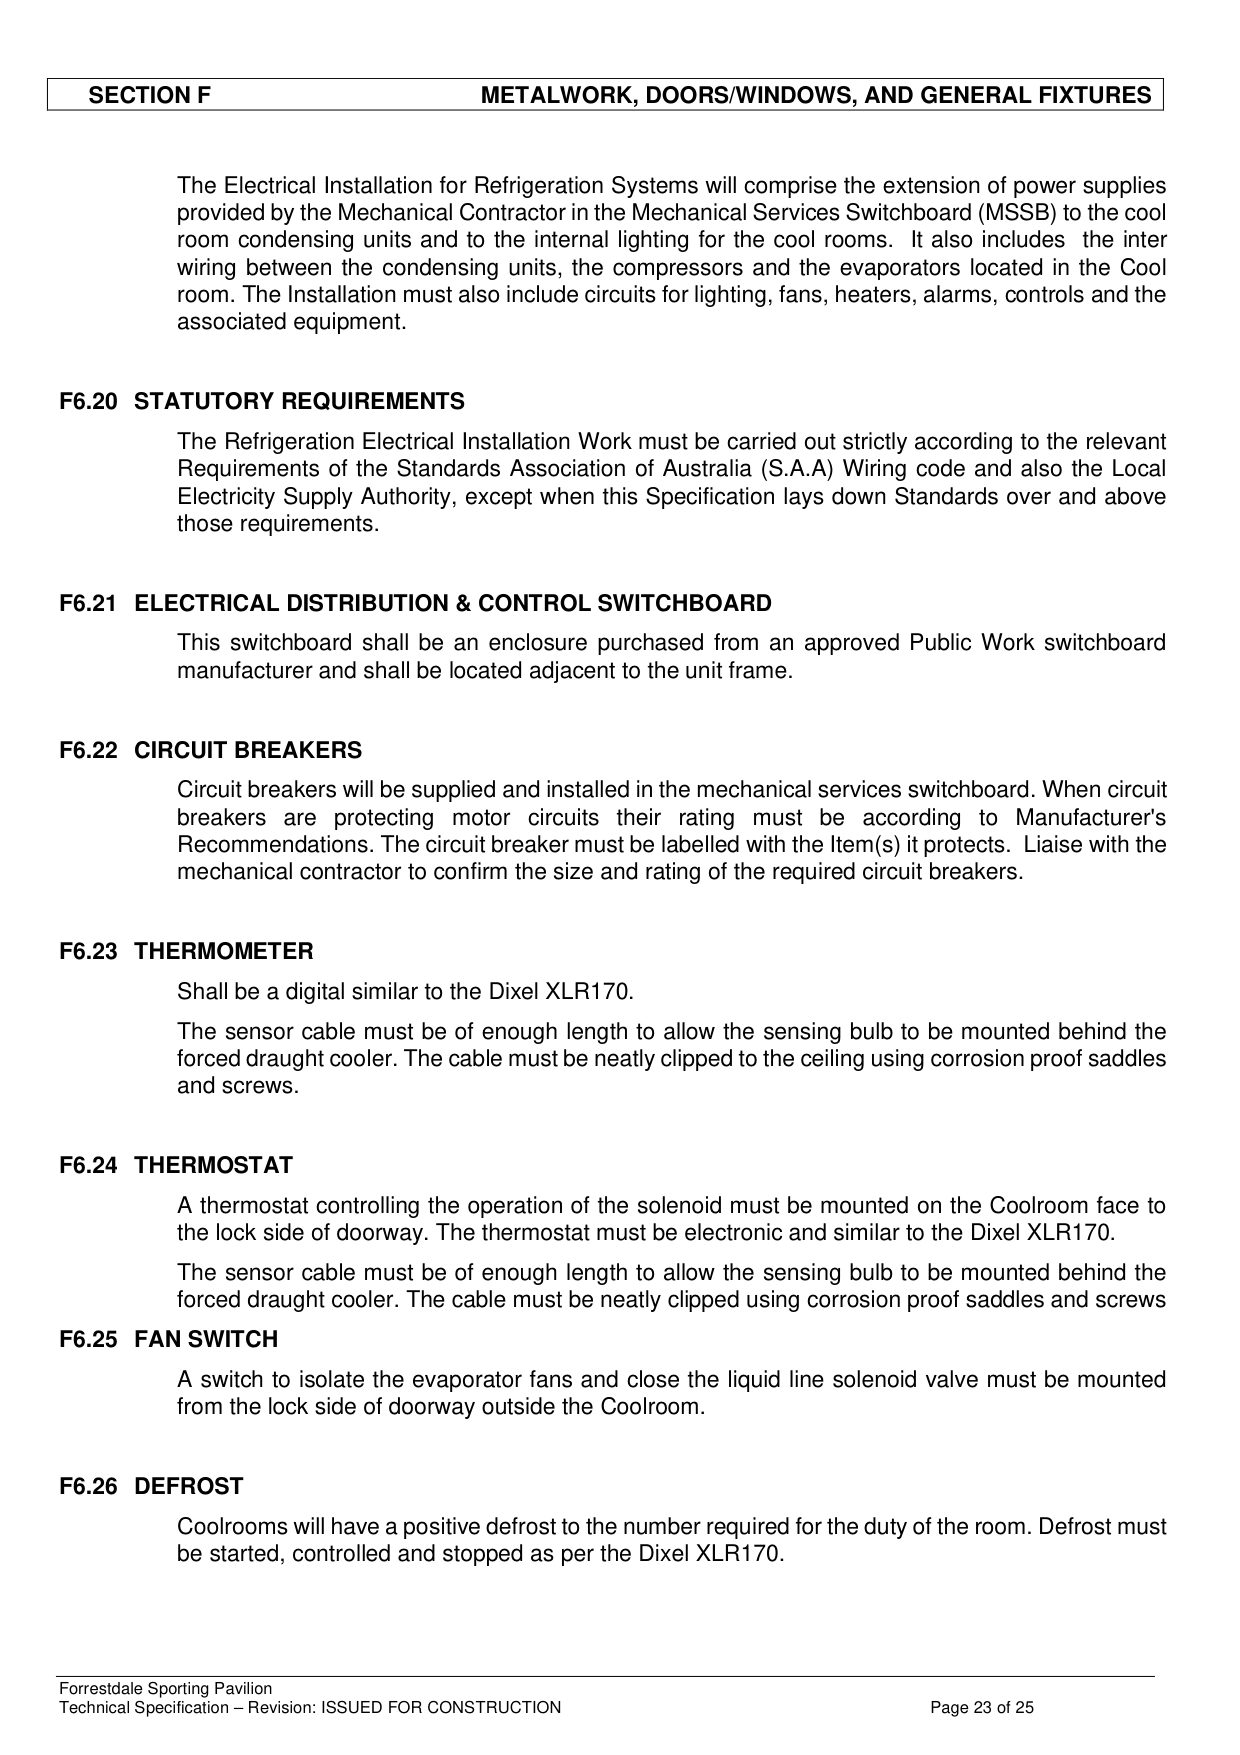 SECTION F METALWORK, DOORS/WINDOWS, AND GENERAL FIXTURES
The Electrical Installation for Refrigeration Systems will comprise the extension of power supplies
provided by the Mechanical Contractor in the Mechanical Services Switchboard (MSSB) to the cool
room condensing units and to the internal lighting for the cool rooms. It also includes the inter
wiring between the condensing units, the compressors and the evaporators located in the Cool
room. The Installation must also include circuits for lighting, fans, heaters, alarms, controls and the
associated equipment.
F6.20 STATUTORY REQUIREMENTS
The Refrigeration Electrical Installation Work must be carried out strictly according to the relevant
Requirements of the Standards Association of Australia (S.A.A) Wiring code and also the Local
Electricity Supply Authority, except when this Specification lays down Standards over and above
those requirements.
F6.21 ELECTRICAL DISTRIBUTION & CONTROL SWITCHBOARD
This switchboard shall be an enclosure purchased from an approved Public Work switchboard
manufacturer and shall be located adjacent to the unit frame.
F6.22 CIRCUIT BREAKERS
Circuit breakers will be supplied and installed in the mechanical services switchboard. When circuit
breakers are protecting motor circuits their rating must be according to Manufacturer's
Recommendations. The circuit breaker must be labelled with the Item(s) it protects. Liaise with the
mechanical contractor to confirm the size and rating of the required circuit breakers.
F6.23 THERMOMETER
Shall be a digital similar to the Dixel XLR170.
The sensor cable must be of enough length to allow the sensing bulb to be mounted behind the
forced draught cooler. The cable must be neatly clipped to the ceiling using corrosion proof saddles
and screws.
F6.24 THERMOSTAT
A thermostat controlling the operation of the solenoid must be mounted on the Coolroom face to
the lock side of doorway. The thermostat must be electronic and similar to the Dixel XLR170.
The sensor cable must be of enough length to allow the sensing bulb to be mounted behind the
forced draught cooler. The cable must be neatly clipped using corrosion proof saddles and screws
F6.25 FAN SWITCH
A switch to isolate the evaporator fans and close the liquid line solenoid valve must be mounted
from the lock side of doorway outside the Coolroom.
F6.26 DEFROST
Coolrooms will have a positive defrost to the number required for the duty of the room. Defrost must
be started, controlled and stopped as per the Dixel XLR170.
Forrestdale Sporting Pavilion
Technical Specification – Revision: ISSUED FOR CONSTRUCTION Page 23 of 25